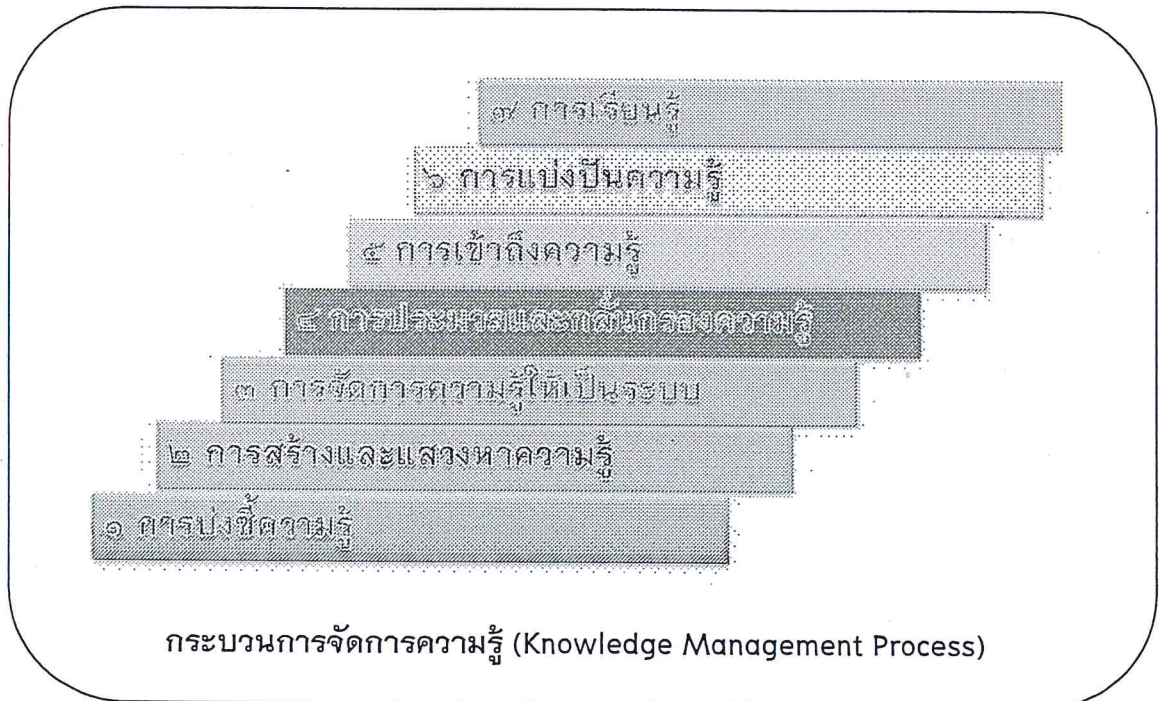 ๗ การเรียนรู้
๖ การแบ่งปันความรู้
๕ การเข้าถึงความรู้
๔ การประมวลและกลั่นกรองความรู้
๓ การจัดการความรู้ให้เป็นระบบ
๒ การสร้างและแสวงหาความรู้
๑ การบ่งชี้ความรู้
กระบวนการจัดการความรู้ (Knowledge Management Process)